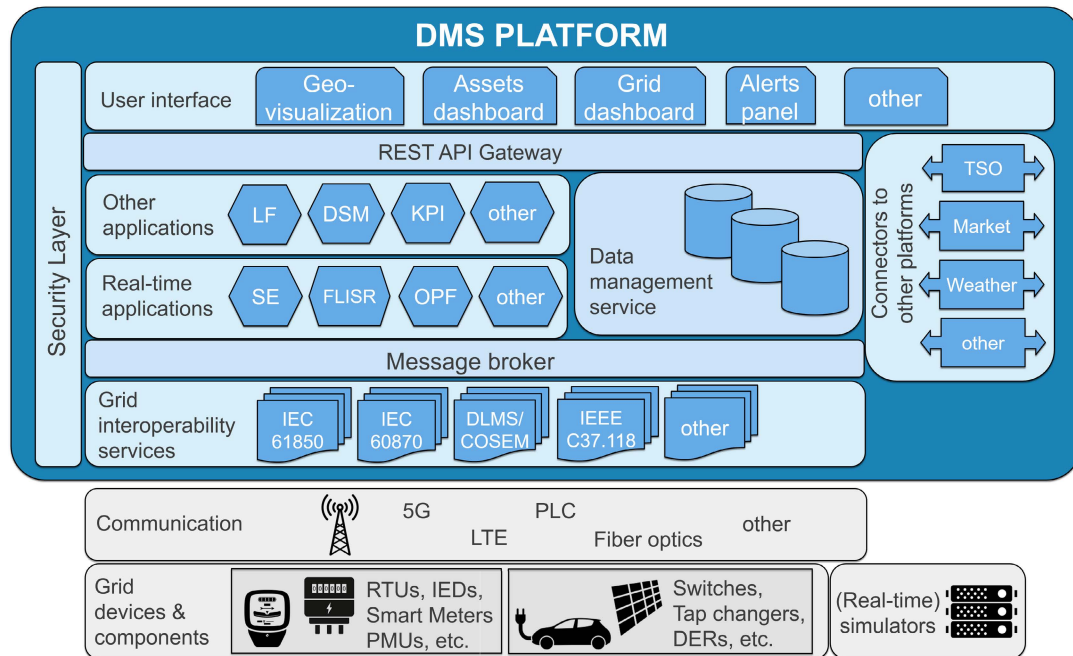 DMS PLATFORM
Security Layer
User interface
Geo-
visualization
Assets
dashboard
Grid
dashboard
Alerts
panel
other
REST API Gateway
Other
applications
LF
DSM
KPI
other
Real-time
applications
SE
FLISR
OPF
other
Data
management
service
Connectors to
other platforms
TSO
Market
Weather
other
Message broker
Grid
interoperability
services
IEC
61850
IEC
60870
DLMS/
COSEM
IEEE
C37.118
other
Communication
5G
LTE
PLC
Fiber optics
other
Grid
devices &
components
RTUs, IEDs,
Smart Meters
PMUs, etc.
Switches,
Tap changers,
DERs, etc.
(Real-time)
simulators